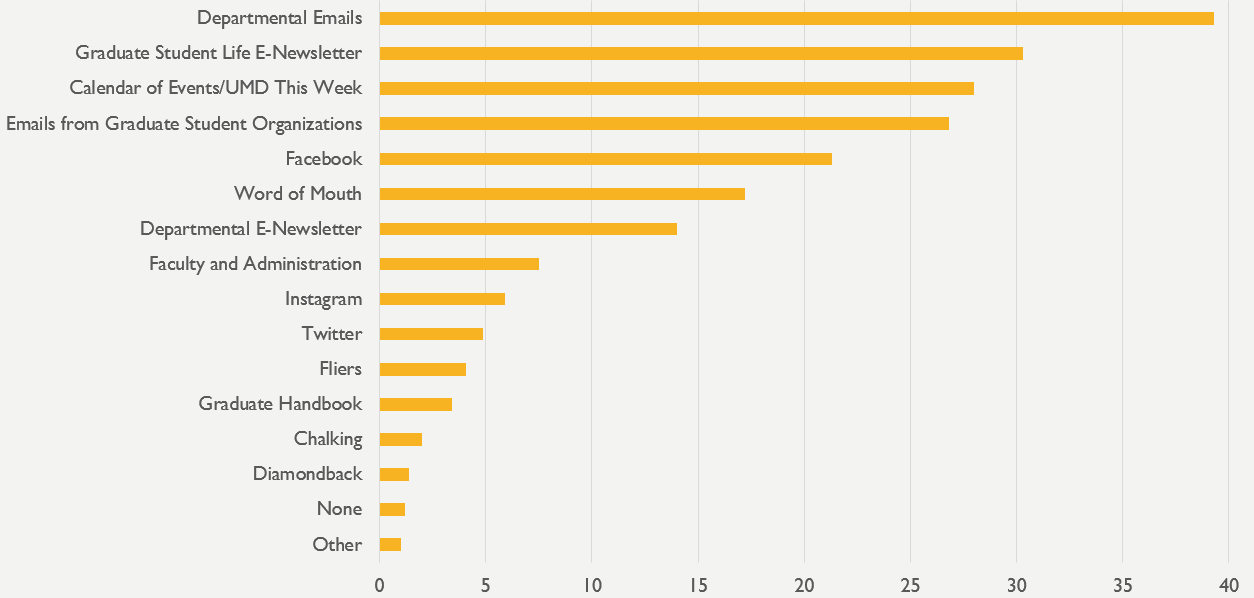 Departmental Emails
Graduate Student Life E-Newsletter
Calendar of Events/UMD This Week
Emails from Graduate Student Organizations
Facebook
Word of Mouth
Departmental E-Newsletter
Faculty and Administration
Instagram
Twitter
Fliers
Graduate Handbook
Chalking
Diamondback
None
Other
0 5 10 15 20 25 30 35 40